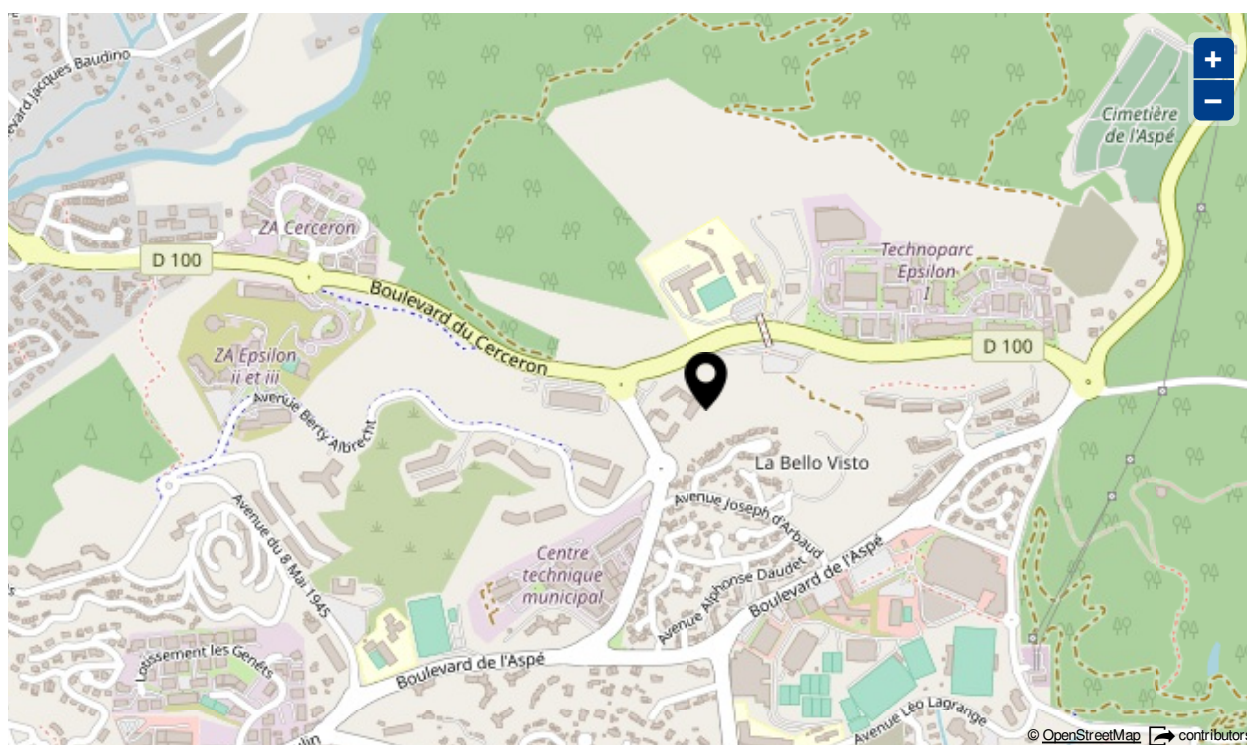 evard Jacques Baudino
Cimetière
de l'Aspé
+
−
ZA Cerceron
D 100
Technoparc
Epsilon
I
Boulevard du Cerceron
D 100
ZA Epsilon
ii et iii
Avenue Berty Albrecht
La Bello Visto
Avenue Joseph d'Arbaud
Avenue du 8 Mai 1945
Centre
technique
municipal
Avenue Alphonse Daudet
Boulevard de l'Aspé
Lotissement les Genêts
Boulevard de l'Aspé
Avenue Léo Lagrange
© OpenStreetMap contributors